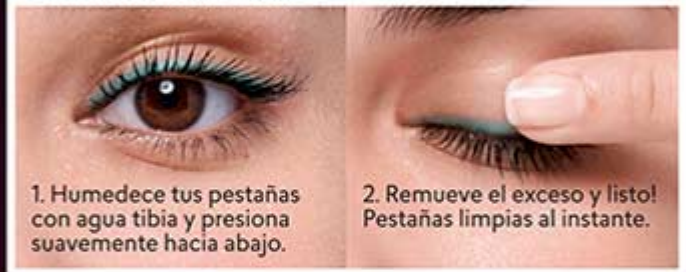 1. Humedece tus pestañas
con agua tibia y presiona
suavemente hacia abajo.
2. Remueve el exceso y listo!
Pestañas limpias al instante.